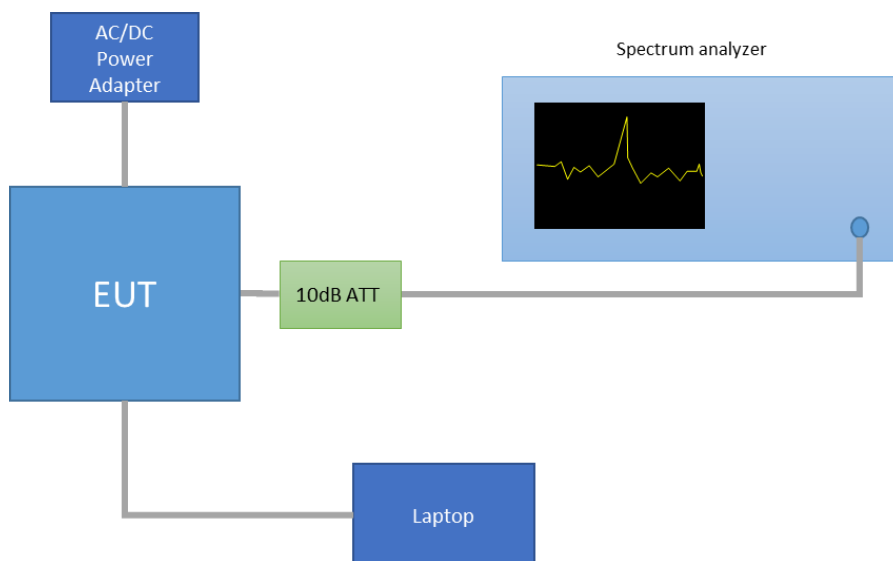 AC/DC
Power
Adapter
Spectrum analyzer
EUT
10dB ATT
Laptop